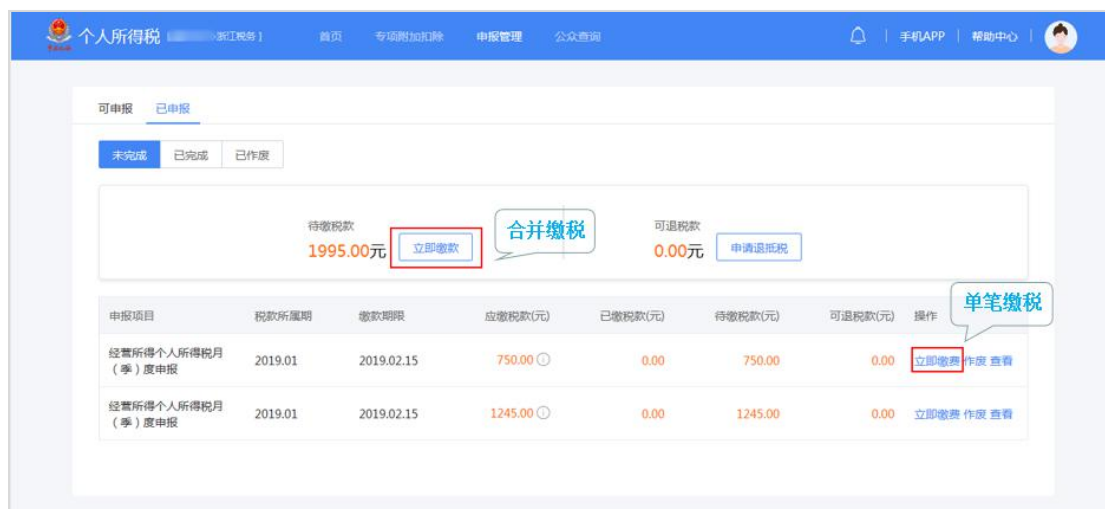 个人所得税 浙江税务] 首页 专项附加扣除 申报管理 公众查询 手机APP 帮助中心
可申报 已申报
未完成 已完成 已作废
待缴税款 可退税款
1995.00元 立即缴款 合并缴税 0.00元 申请退抵税
单笔缴税
申报项目 税款所属期 缴款期限 应缴税款(元) 已缴税款(元) 待缴税款(元) 可退税款(元) 操作
经营所得个人所得税月
(季)度申报 2019.01 2019.02.15 750.00 0.00 750.00 0.00 立即缴费 作废 查看
经营所得个人所得税月
(季)度申报 2019.01 2019.02.15 1245.00 0.00 1245.00 0.00 立即缴费 作废 查看